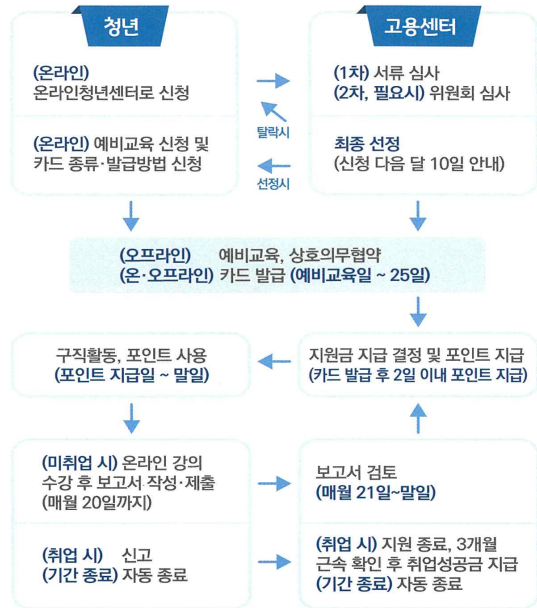 청년
고용센터
(온라인)
온라인청년센터로 신청
(1차) 서류 심사
(2차, 필요시) 위원회 심사
탈락시
(온라인) 예비교육 신청 및
카드 종류·발급방법 신청
선정시
최종 선정
(신청 다음 달 10일 안내)
(오프라인) 예비교육, 상호의무협약
(온·오프라인) 카드 발급 (예비교육일 ~ 25일)
구직활동, 포인트 사용
(포인트 지급일 ~ 말일)
지원금 지급 결정 및 포인트 지급
(카드 발급 후 2일 이내 포인트 지급)
(미취업 시) 온라인 강의
수강 후 보고서 작성·제출
(매월 20일까지)
보고서 검토
(매월 21일~말일)
(취업 시) 신고
(기간 종료) 자동 종료
(취업 시) 지원 종료, 3개월
근속 확인 후 취업성공금 지급
(기간 종료) 자동 종료